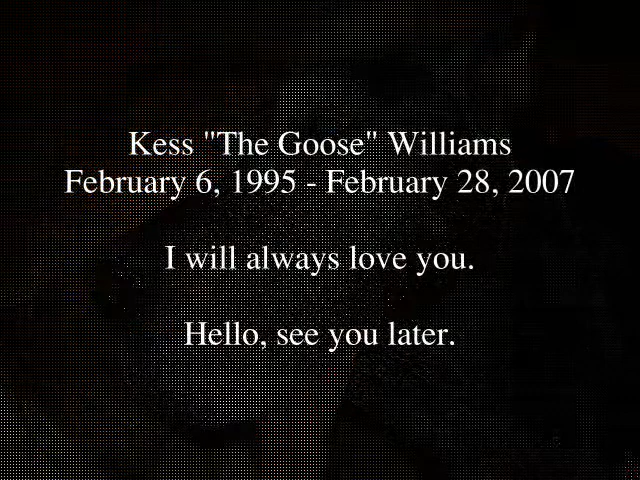 Kess "The Goose" Williams
February 6, 1995 - February 28, 2007
I will always love you.
Hello, see you later.